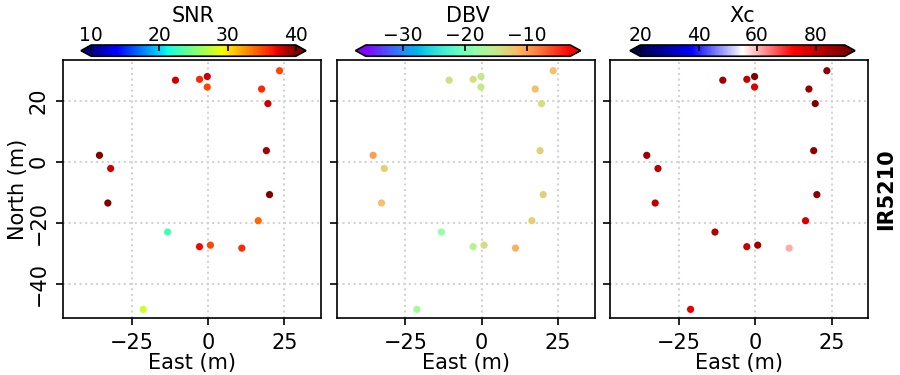 SNR DBV Xc
10 20 30 40 −30 −20 −10 20 40 60 80
20
0
−20
−40
North (m)
−25 0 25 −25 0 25 −25 0 25
East (m) East (m) East (m)
IR5210